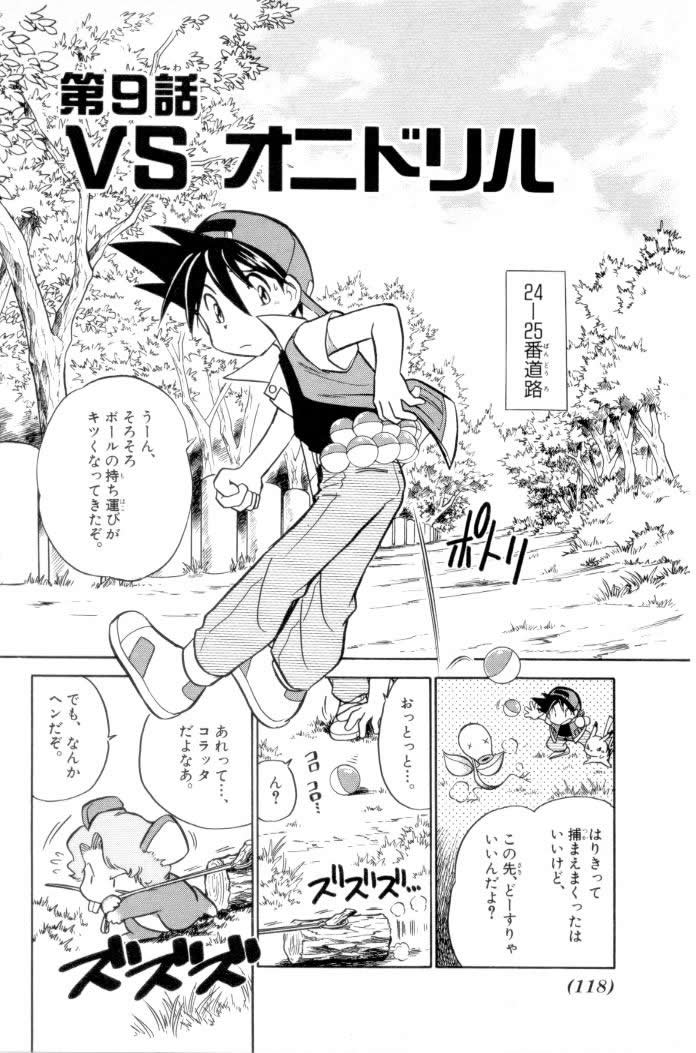 第9話
VS オニドリル
24―25番道路
うーん、
そろそろ
ボールの持ち運びが
キツくなってきたぞ。
ポトリ
はりきって
捕まえまくったは
いいけど、
この先、どーすりゃ
いいんだよ?
おっとっと…。
コロコロ…
ん?
ズズズ…
あれって…、
コラッタ
だよなあ。
でも、なんか
ヘンだぞ。
ズズズズ
(118)